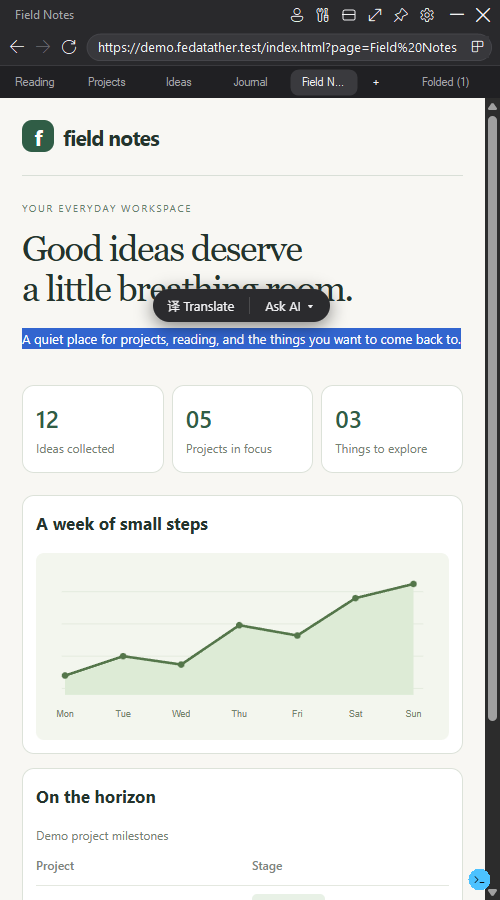 Field Notes
https://demo.fedatather.test/index.html?page=Field%20Notes
Reading Projects Ideas Journal Field N... + Folded (1)
f field notes
YOUR EVERYDAY WORKSPACE
Good ideas deserve
a little breathing room.
译 Translate Ask AI
A quiet place for projects, reading, and the things you want to come back to.
12 05 03
Ideas collected Projects in focus Things to explore
A week of small steps
Mon Tue Wed Thu Fri Sat Sun
On the horizon
Demo project milestones
Project Stage